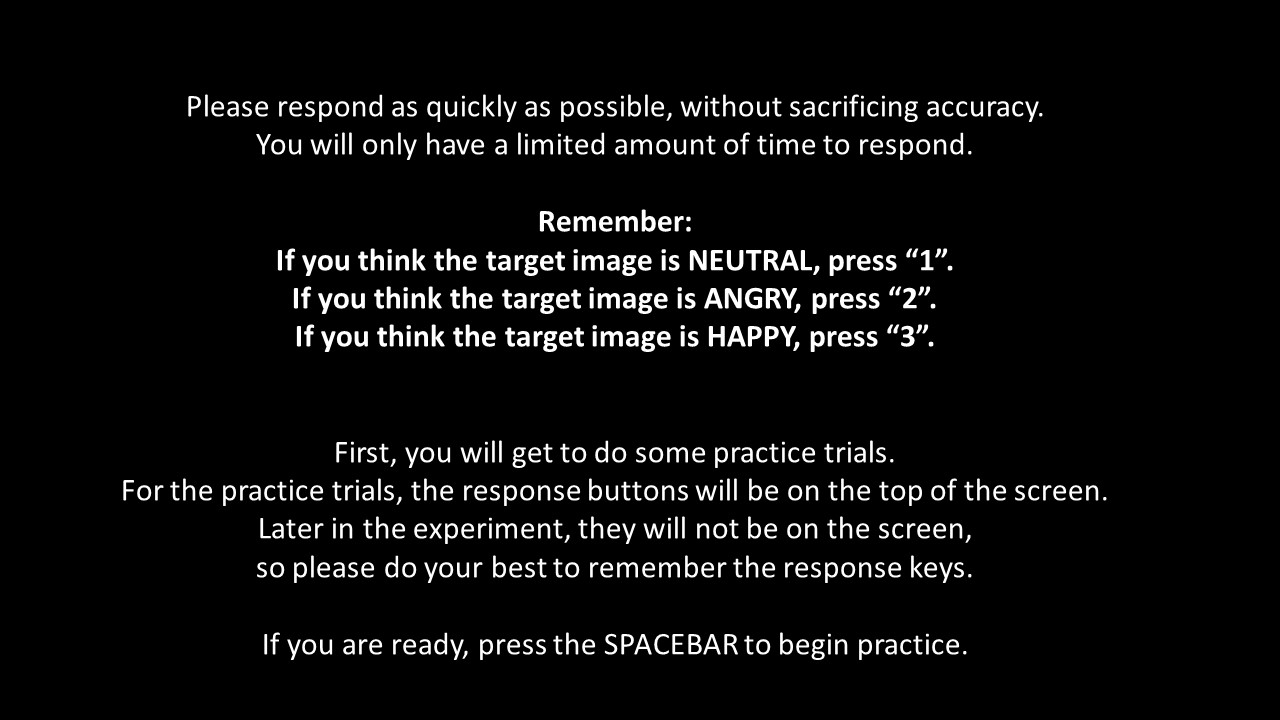 Please respond as quickly as possible, without sacrificing accuracy.
You will only have a limited amount of time to respond.
Remember:
If you think the target image is NEUTRAL, press “1”.
If you think the target image is ANGRY, press “2”.
If you think the target image is HAPPY, press “3”.
First, you will get to do some practice trials.
For the practice trials, the response buttons will be on the top of the screen.
Later in the experiment, they will not be on the screen,
so please do your best to remember the response keys.
If you are ready, press the SPACEBAR to begin practice.